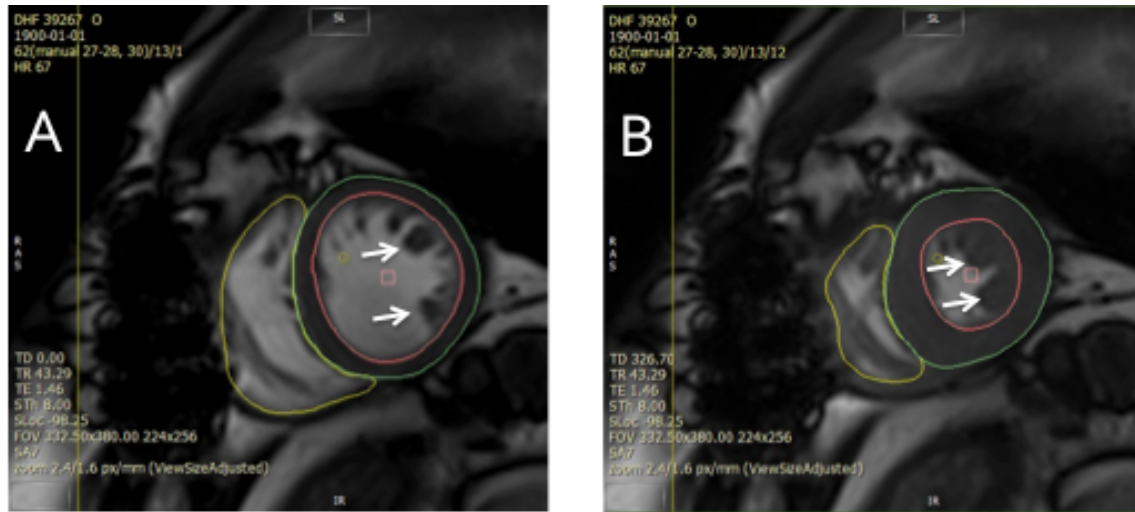 DHF 39267 O
1900-01-01
62(manual 27-28, 30)/13/1
HR 67
SL
A
R
A
S
TD 0.00
TR 43.29
TE 1.46
STh 8.00
SLoc -98.25
FOV 332.50x380.00 224x256
SA7
zoom 2.4/1.6 px/mm (ViewSizeAdjusted)
IR
DHF 39267 O
1900-01-01
62(manual 27-28, 30)/13/12
HR 67
SL
B
R
A
S
TD 326.70
TR 43.29
TE 1.46
STh 8.00
SLoc -98.25
FOV 332.50x380.00 224x256
SA7
zoom 2.4/1.6 px/mm (ViewSizeAdjusted)
IR